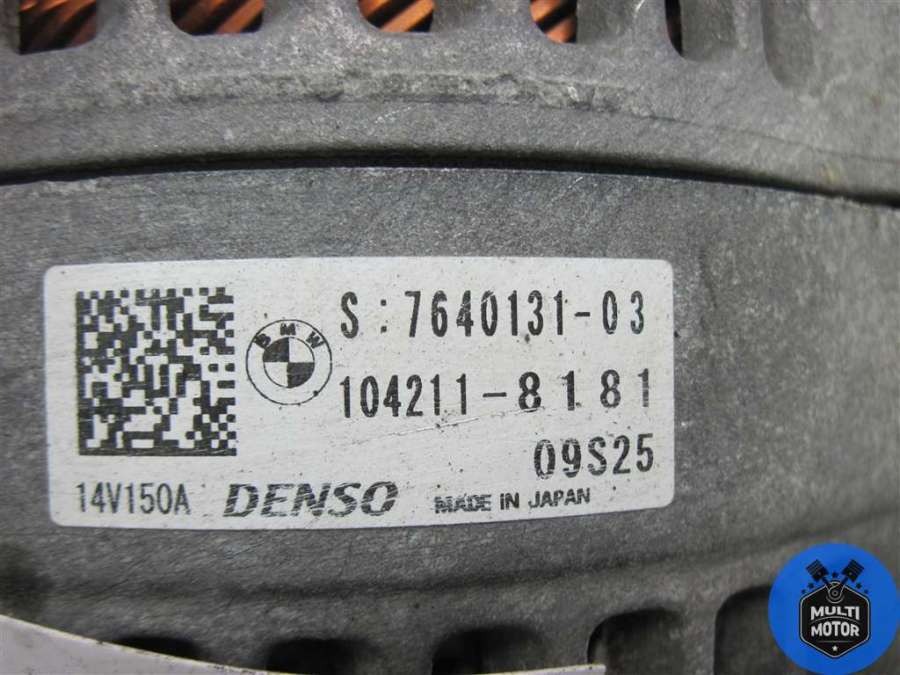 BMW
S:7640131-03
104211-8181
09S25
14V150A DENSO MADE IN JAPAN
MULTI
MOTOR